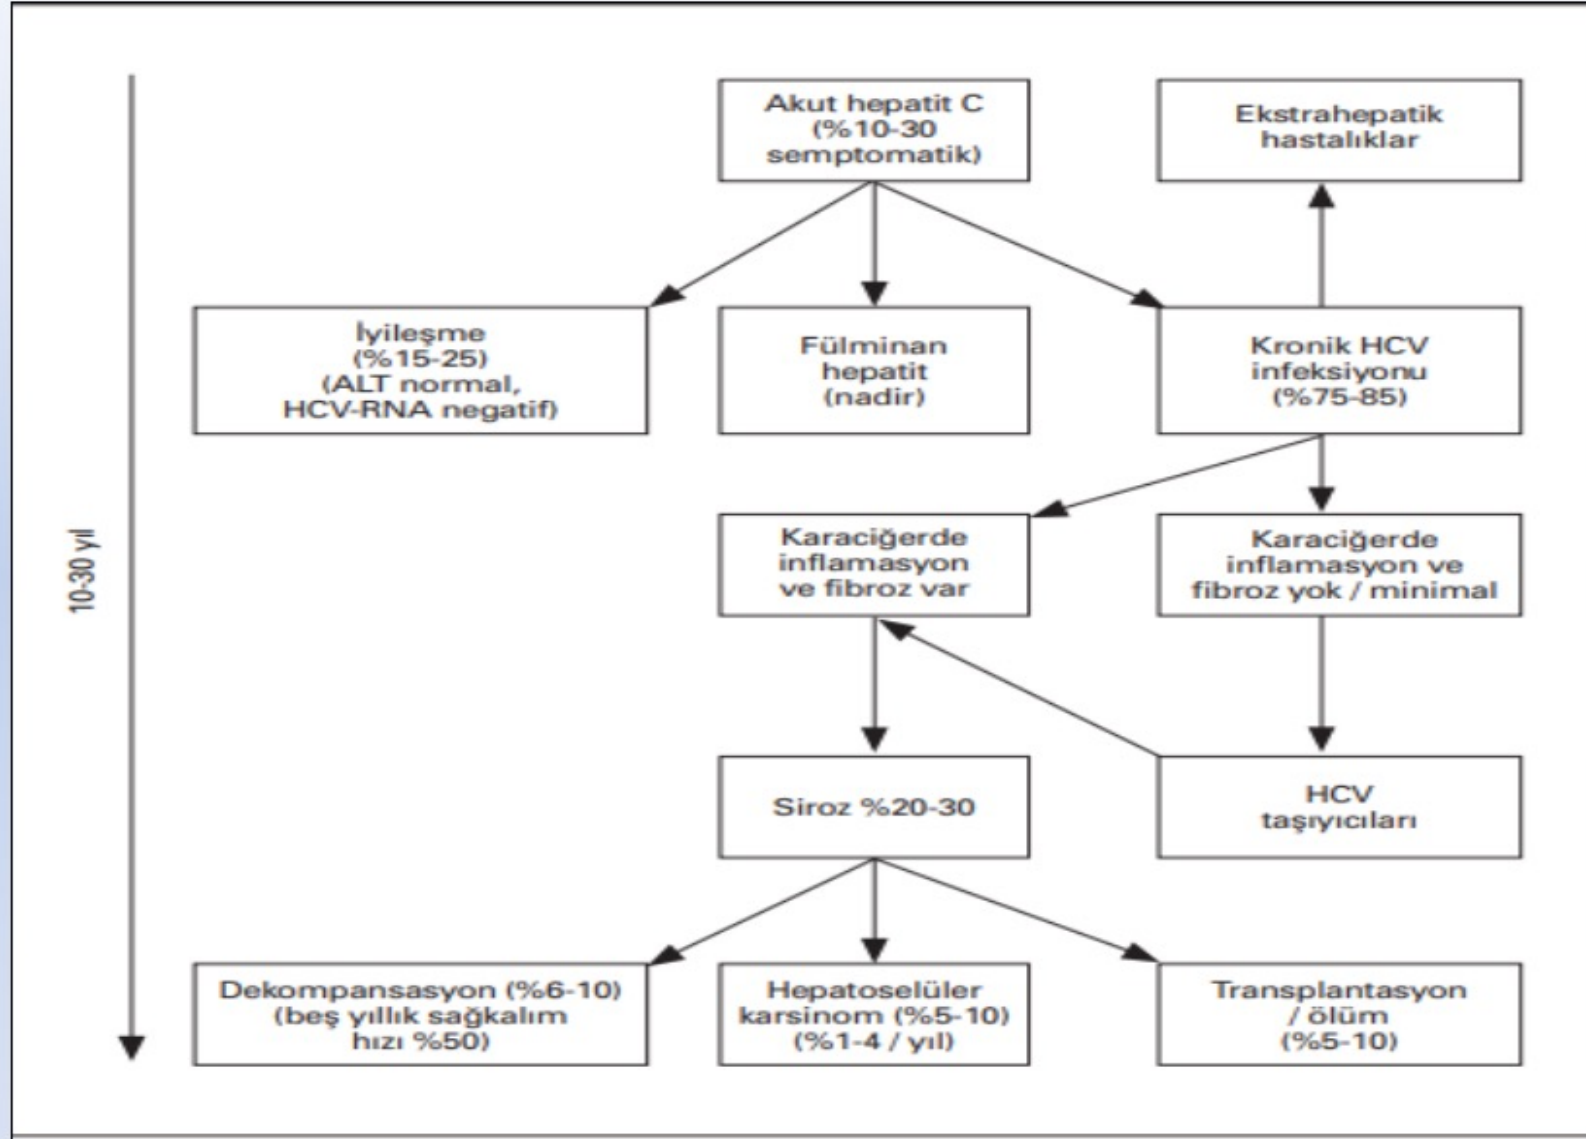 Akut hepatit C
(%10-30
semptomatik)
Ekstrahepatik
hastalıklar
İyileşme
(%15-25)
(ALT normal,
HCV-RNA negatif)
Fülminan
hepatit
(nadir)
Kronik HCV
infeksiyonu
(%75-85)
10-30 yıl
Karaciğerde
inflamasyon
ve fibroz var
Karaciğerde
inflamasyon ve
fibroz yok / minimal
Siroz %20-30
HCV
taşıyıcıları
Dekompansasyon (%6-10)
(beş yıllık sağkalım
hızı %50)
Hepatoselüler
karsinom (%5-10)
(%1-4 / yıl)
Transplantasyon
/ ölüm
(%5-10)